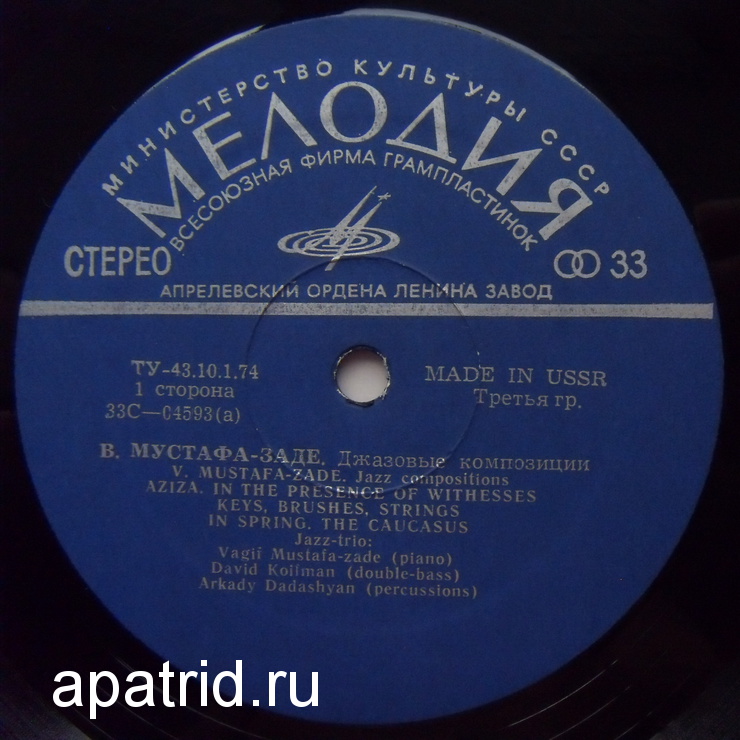 МИНИСТЕРСТВО КУЛЬТУРЫ СССР
МЕЛОДИЯ
ВСЕСОЮЗНАЯ ФИРМА ГРАМПЛАСТИНОК
СТЕРЕО
33
АПРЕЛЕВСКИЙ ОРДЕНА ЛЕНИНА ЗАВОД
ТУ-43.10.1.74
1 сторона
33С—04593(а)
MADE IN USSR
Третья гр.
В. МУСТАФА-ЗАДЕ. Джазовые композиции
V. MUSTAFA-ZADE. Jazz compositions
AZIZA. IN THE PRESENCE OF WITHESSES
KEYS, BRUSHES, STRINGS
IN SPRING. THE CAUCASUS
Jazz-trio:
Vagif Mustafa-zade (piano)
David Koifman (double-bass)
Arkady Dadashyan (percussions)
apatrid.ru